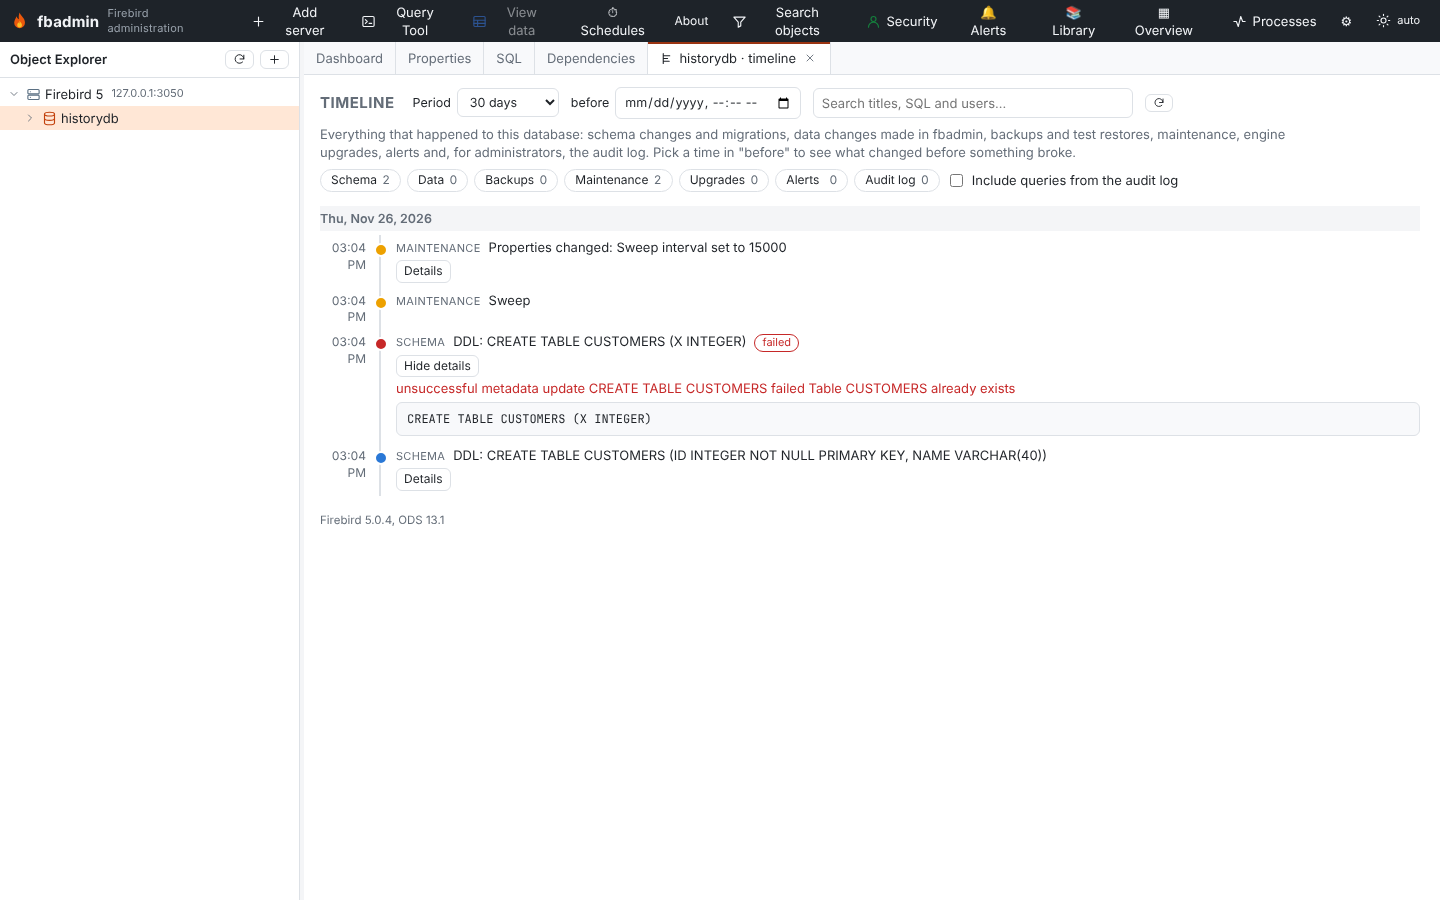 fbadmin
Firebird
administration
Add
server
Query
Tool
View
data
Schedules
About
Search
objects
Security
Alerts
Library
Overview
Processes
auto
Object Explorer
Dashboard
Properties
SQL
Dependencies
historydb · timeline
Firebird 5 127.0.0.1:3050
historydb
TIMELINE Period 30 days before mm/dd/yyyy, --:-- -- Search titles, SQL and users...
Everything that happened to this database: schema changes and migrations, data changes made in fbadmin, backups and test restores, maintenance, engine
upgrades, alerts and, for administrators, the audit log. Pick a time in "before" to see what changed before something broke.
Schema 2 Data 0 Backups 0 Maintenance 2 Upgrades 0 Alerts 0 Audit log 0 Include queries from the audit log
Thu, Nov 26, 2026
03:04 PM MAINTENANCE Properties changed: Sweep interval set to 15000
Details
03:04 PM MAINTENANCE Sweep
03:04 PM SCHEMA DDL: CREATE TABLE CUSTOMERS (X INTEGER) failed
Hide details
unsuccessful metadata update CREATE TABLE CUSTOMERS failed Table CUSTOMERS already exists
CREATE TABLE CUSTOMERS (X INTEGER)
03:04 PM SCHEMA DDL: CREATE TABLE CUSTOMERS (ID INTEGER NOT NULL PRIMARY KEY, NAME VARCHAR(40))
Details
Firebird 5.0.4, ODS 13.1